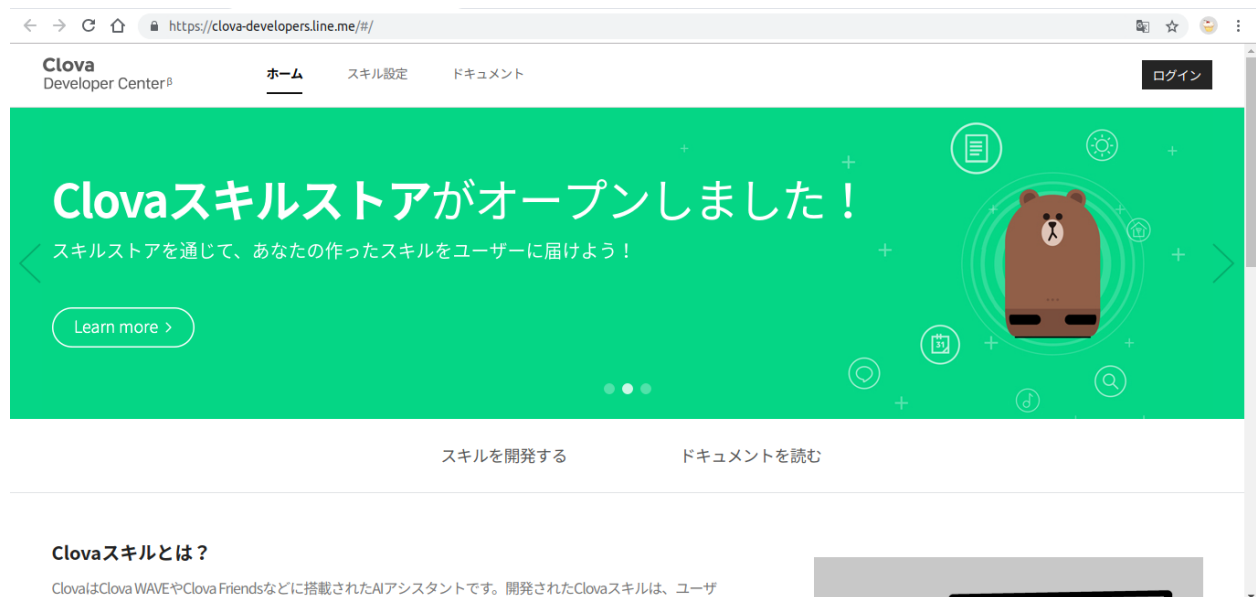 https://clova-developers.line.me/#/
Clova
Developer Centerβ
ホーム
スキル設定
ドキュメント
ログイン
Clovaスキルストアがオープンしました！
スキルストアを通じて、あなたの作ったスキルをユーザーに届けよう！
Learn more >
31
スキルを開発する
ドキュメントを読む
Clovaスキルとは？
ClovaはClova WAVEやClova Friendsなどに搭載されたAIアシスタントです。開発されたClovaスキルは、ユーザ